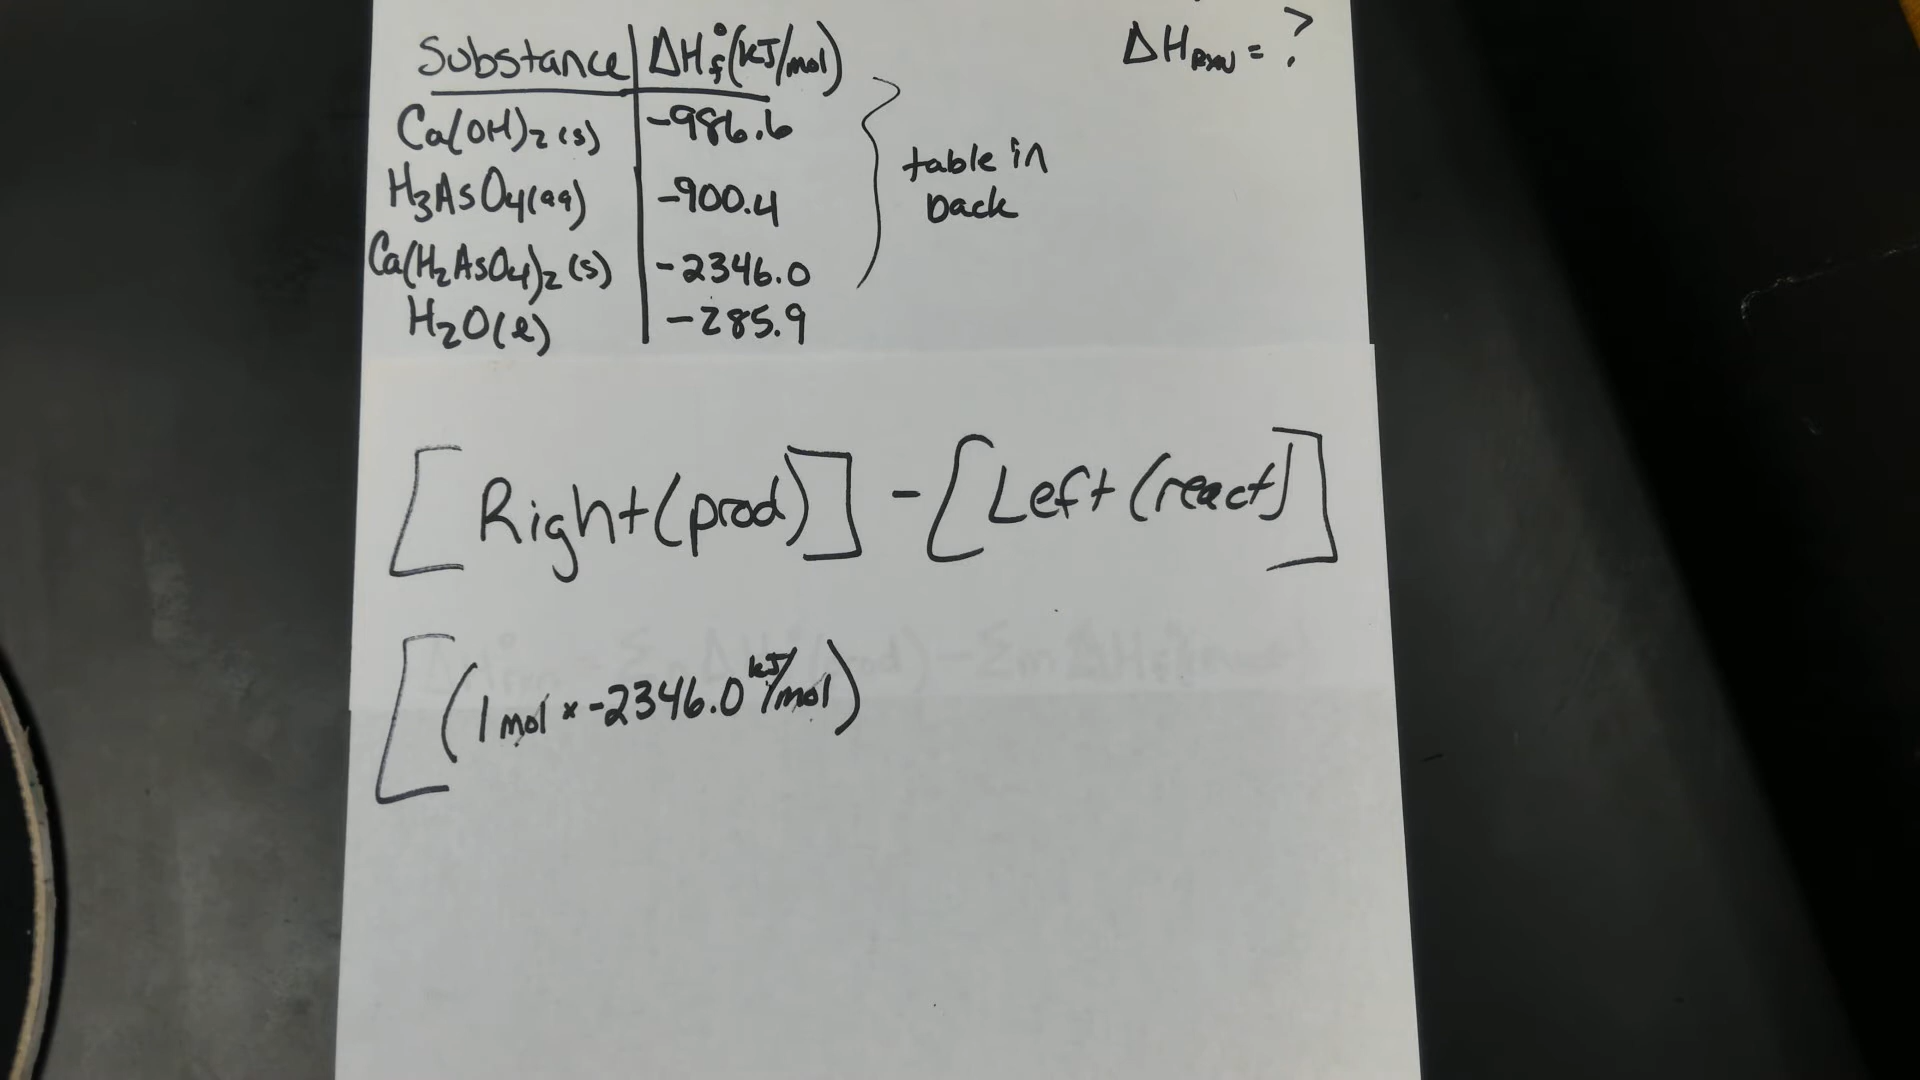 Substance | ΔH°f (kJ/mol)
ΔHRXN = ?
Ca(OH)2 (s) | -986.6
H3AsO4(aq) | -900.4
Ca(H2AsO4)2 (s) | -2346.0
H2O(l) | -285.9
table in
back
[Right (prod)] - [Left (react)]
[(1 mol × -2346.0 kJ/mol)